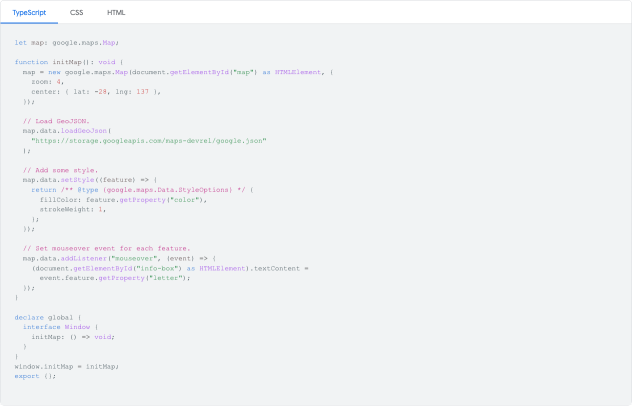 TypeScript CSS HTML
let map: google.maps.Map;
function initMap(): void {
map = new google.maps.Map(document.getElementById("map") as HTMLElement, {
zoom: 4,
center: { lat: -28, lng: 137 },
});
// Load GeoJSON.
map.data.loadGeoJson(
"https://storage.googleapis.com/maps-devrel/google.json"
);
// Add some style.
map.data.setStyle((feature) => {
return /** @type {google.maps.Data.StyleOptions} */ {
fillColor: feature.getProperty("color"),
strokeWeight: 1,
};
});
// Set mouseover event for each feature.
map.data.addListener("mouseover", (event) => {
(document.getElementById("info-box") as HTMLElement).textContent =
event.feature.getProperty("letter");
});
}
declare global {
interface Window {
initMap: () => void;
}
}
window.initMap = initMap;
export {};